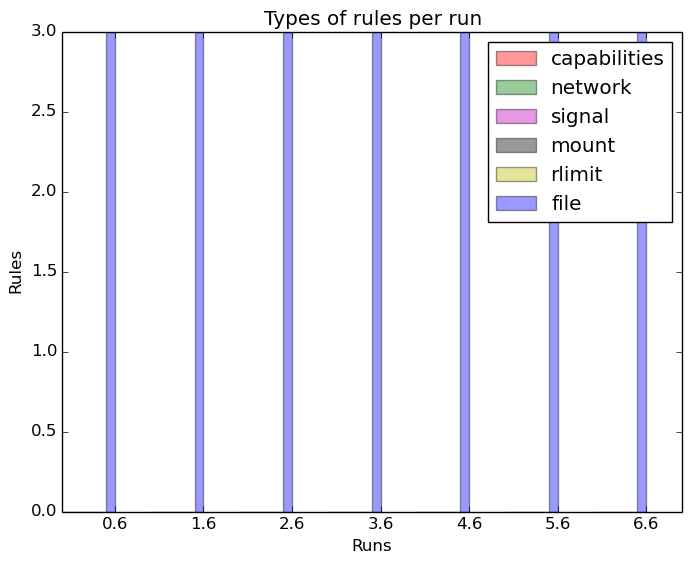 Types of rules per run
3.0
2.5
2.0
1.5
1.0
0.5
0.0
Rules
capabilities
network
signal
mount
rlimit
file
0.6 1.6 2.6 3.6 4.6 5.6 6.6
Runs